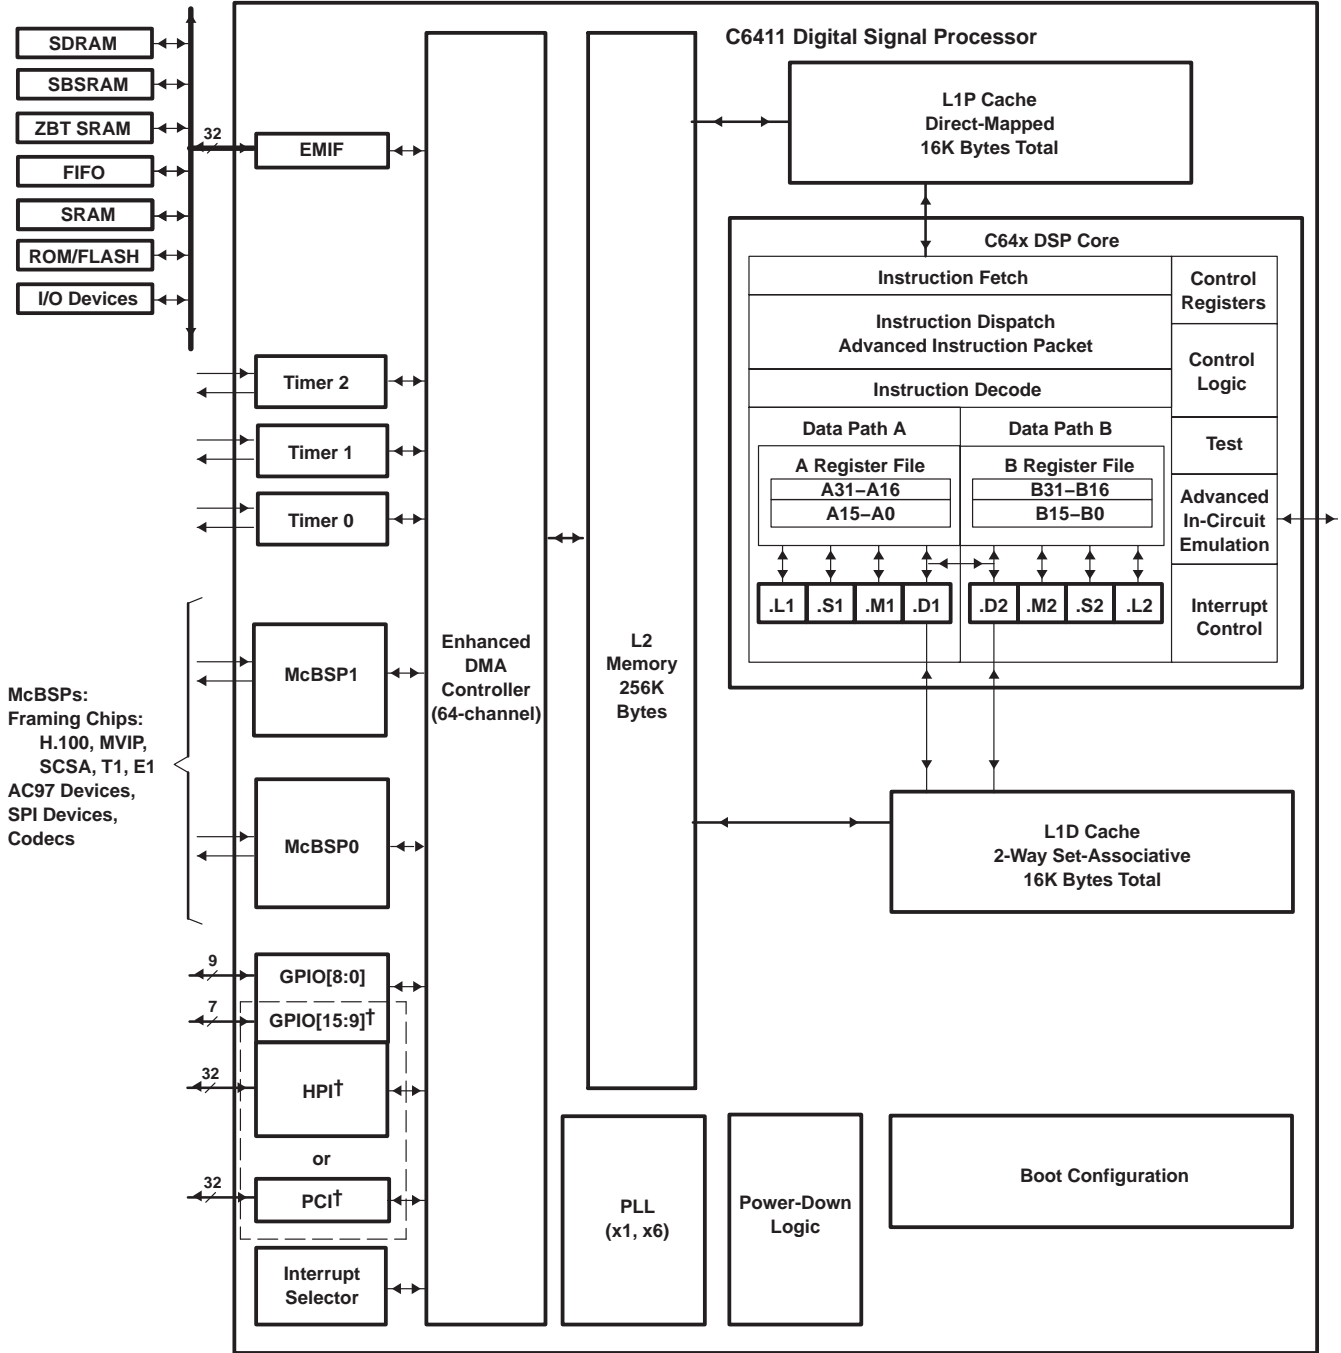 C6411 Digital Signal Processor
SDRAM
SBSRAM
ZBT SRAM
FIFO
SRAM
ROM/FLASH
I/O Devices
32
EMIF
Timer 2
Timer 1
Timer 0
McBSPs:
Framing Chips:
H.100, MVIP,
SCSA, T1, E1
AC97 Devices,
SPI Devices,
Codecs
McBSP1
McBSP0
9
GPIO[8:0]
7
GPIO[15:9]†
32
HPI†
or
32
PCI†
Interrupt
Selector
Enhanced
DMA
Controller
(64-channel)
L2
Memory
256K
Bytes
L1P Cache
Direct-Mapped
16K Bytes Total
C64x DSP Core
Instruction Fetch
Instruction Dispatch
Advanced Instruction Packet
Instruction Decode
Data Path A
Data Path B
A Register File
A31–A16
A15–A0
B Register File
B31–B16
B15–B0
.L1
.S1
.M1
.D1
.D2
.M2
.S2
.L2
Control
Registers
Control
Logic
Test
Advanced
In-Circuit
Emulation
Interrupt
Control
L1D Cache
2-Way Set-Associative
16K Bytes Total
PLL
(x1, x6)
Power-Down
Logic
Boot Configuration